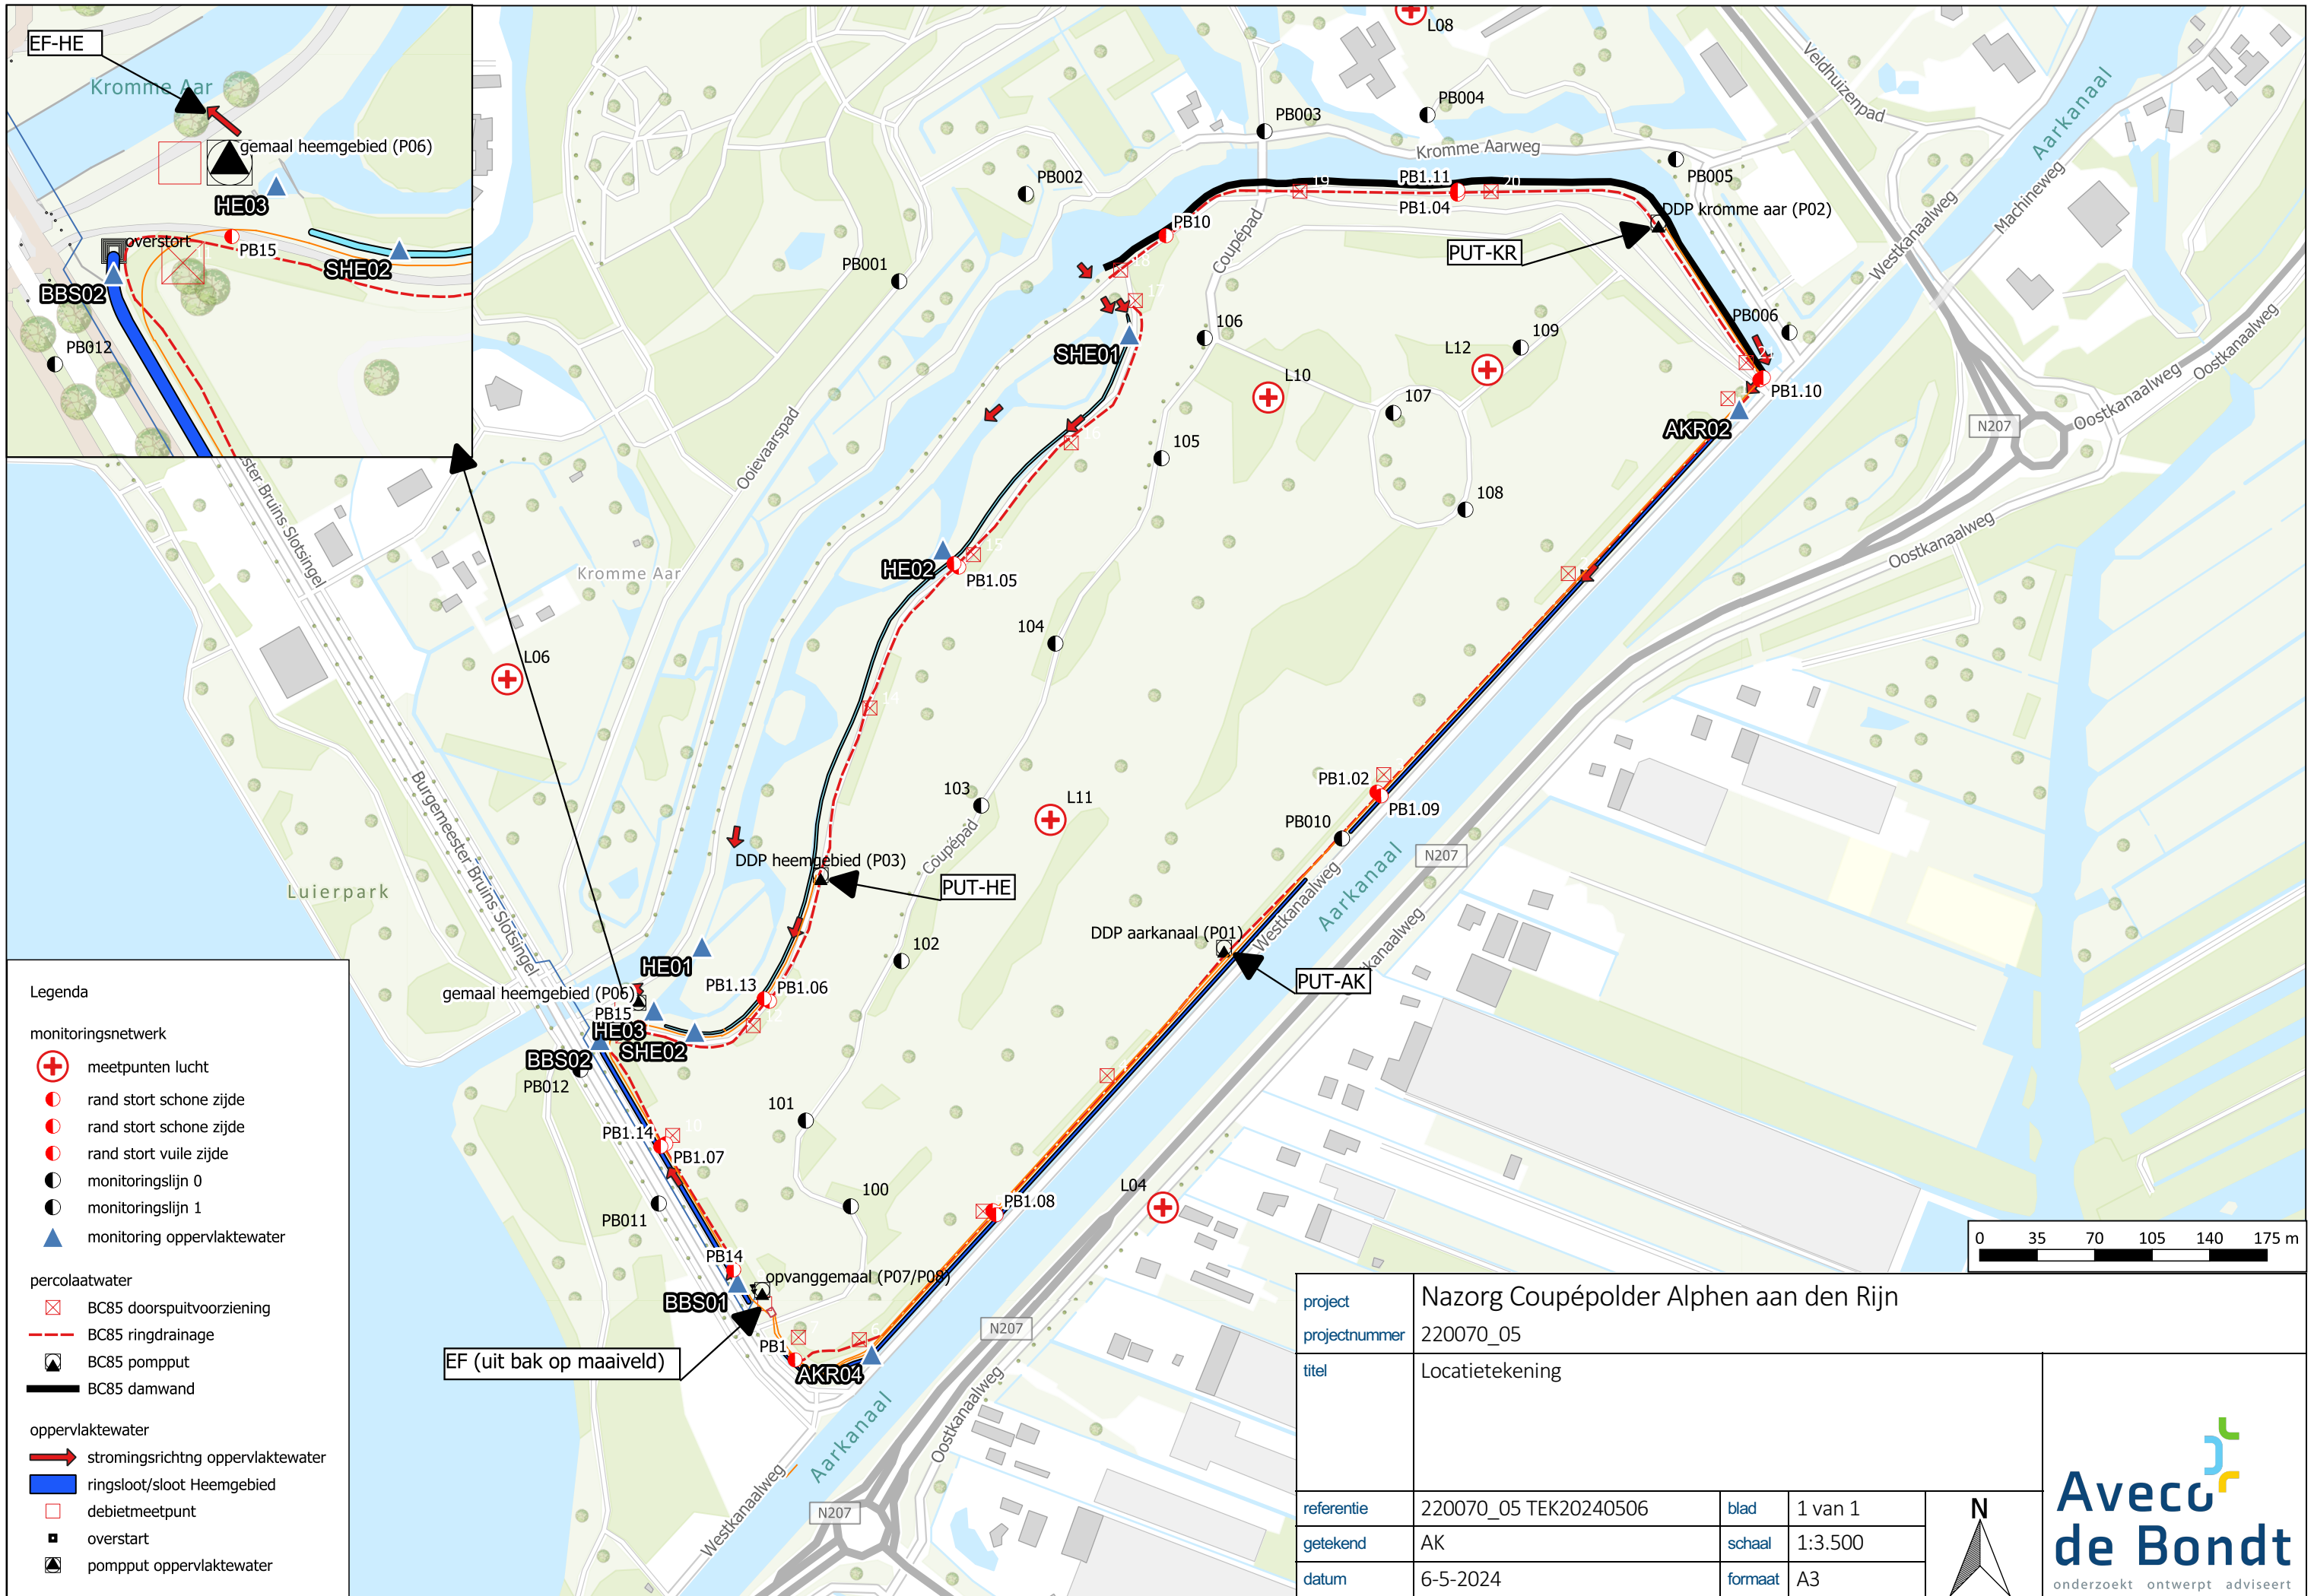 EF-HE
Kromme Aar
gemaal heemgebied (P06)
HE03
overstort
PB15
SHE02
BBS02
PB012
L08
PB003
PB004
Kromme Aarweg
PB005
Veldhuizenpad
Aarkanaal
Machineweg
Westkanaalweg
PB002
PB1.11
PB1.04
19
20
DDP kromme aar (P02)
PUT-KR
PB10
Coupépad
PB001
17
SHE01
106
109
L12
L10
PB006
PB1.10
107
AKR02
Oostkanaalweg
Oostkanaalweg
N207
105
108
Ooievaarspad
Oostkanaalweg
ster Bruins Slotsingel
Kromme Aar
HE02
PB1.05
15
104
L06
14
PB1.02
PB1.09
PB010
103
L11
Coupépad
N207
Burgemeester Bruins Slotsingel
Luierpark
DDP heemgebied (P03)
PUT-HE
Aarkanaal
Westkanaalweg
DDP aarkanaal (P01)
PUT-AK
kanaalweg
102
HE01
PB1.13
PB1.06
gemaal heemgebied (P06)
PB15
HE03
SHE02
BBS02
PB012
101
PB1.14
10
PB1.07
100
PB011
PB1.08
L04
PB14
opvanggemaal (P07/P08)
BBS01
PB1
EF (uit bak op maaiveld)
AKR04
N207
Aarkanaal
Oostkanaalweg
Westkanaalweg
N207
Legenda
monitoringsnetwerk
meetpunten lucht
rand stort schone zijde
rand stort schone zijde
rand stort vuile zijde
monitoringslijn 0
monitoringslijn 1
monitoring oppervlaktewater
percolaatwater
BC85 doorspuitvoorziening
BC85 ringdrainage
BC85 pompput
BC85 damwand
oppervlaktewater
stromingsrichtng oppervlaktewater
ringsloot/sloot Heemgebied
debietmeetpunt
overstart
pompput oppervlaktewater
0 35 70 105 140 175 m
project Nazorg Coupépolder Alphen aan den Rijn
projectnummer 220070_05
titel Locatietekening
referentie 220070_05 TEK20240506 blad 1 van 1
getekend AK schaal 1:3.500
datum 6-5-2024 formaat A3
N
Aveco
de Bondt
onderzoekt ontwerpt adviseert